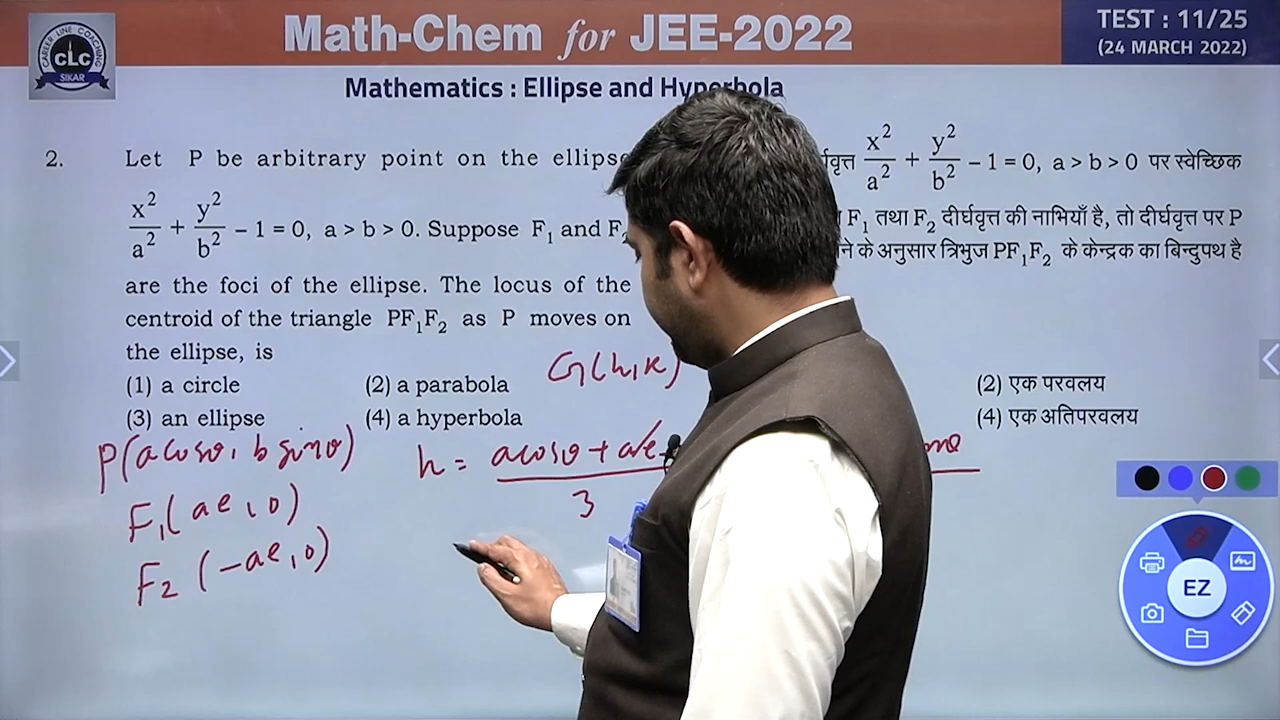 Math-Chem for JEE-2022
TEST : 11/25
(24 MARCH 2022)
CAREER LINE COACHING
CLC
SIKAR
Mathematics : Ellipse and Hyperbola
2. Let P be arbitrary point on the ellipse
x²/a² + y²/b² – 1 = 0, a > b > 0. Suppose F₁ and F₂
are the foci of the ellipse. The locus of the
centroid of the triangle PF₁F₂ as P moves on
the ellipse, is
(1) a circle (2) a parabola
(3) an ellipse (4) a hyperbola
x²/a² + y²/b² – 1 = 0, a > b > 0 पर स्वेच्छिक
F₁ तथा F₂ दीर्घवृत्त की नाभियाँ है, तो दीर्घवृत्त पर P
के अनुसार त्रिभुज PF₁F₂ के केन्द्रक का बिन्दुपथ है
(2) एक परवलय
(4) एक अतिपरवलय
G(h,k)
P(a cosθ, b sinθ)
h = a cosθ + ae
3
F₁(ae, 0)
F₂(-ae, 0)
EZ